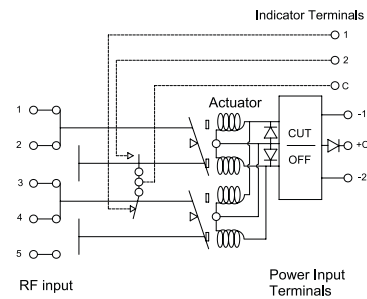 Indicator Terminals
1
2
C
Actuator
1
2
3
4
5
CUT
OFF
-1
+C
-2
RF input
Power Input
Terminals